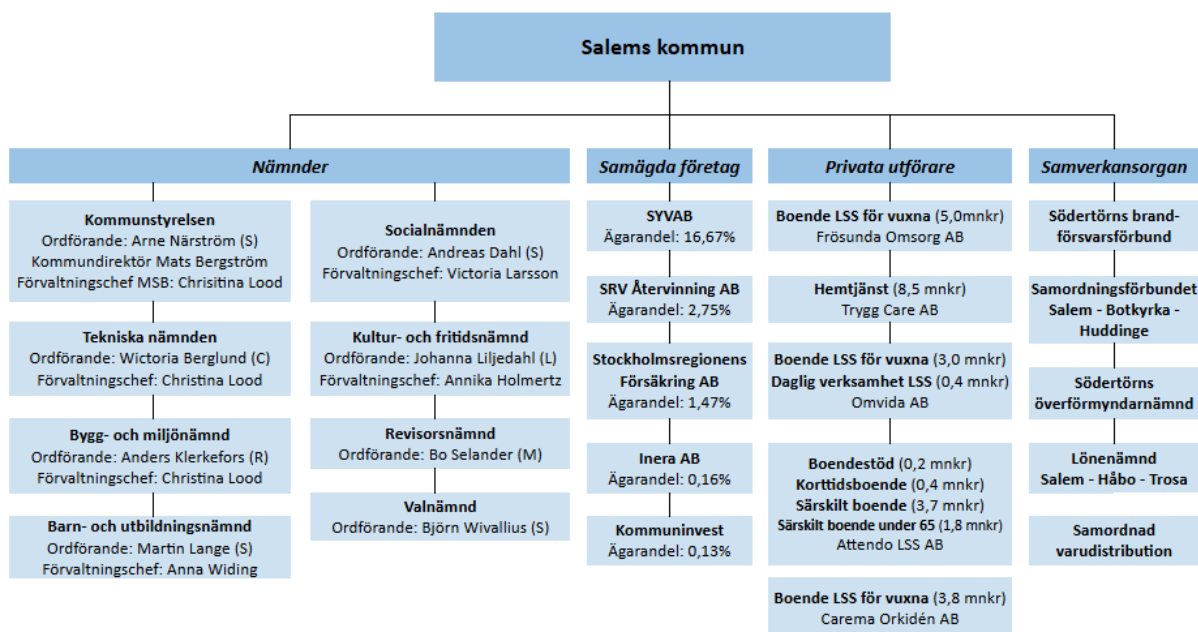 Salems kommun
Nämnder
Kommunstyrelsen
Ordförande: Arne Närström (S)
Kommundirektör Mats Bergström
Förvaltningschef MSB: Chrisitina Lood
Tekniska nämnden
Ordförande: Wictoria Berglund (C)
Förvaltningschef: Christina Lood
Bygg- och miljönämnd
Ordförande: Anders Klerkefors (R)
Förvaltningschef: Christina Lood
Barn- och utbildningsnämnd
Ordförande: Martin Lange (S)
Förvaltningschef: Anna Widing
Socialnämnden
Ordförande: Andreas Dahl (S)
Förvaltningschef: Victoria Larsson
Kultur- och fritidsnämnd
Ordförande: Johanna Liljedahl (L)
Förvaltningschef: Annika Holmertz
Revisorsnämnd
Ordförande: Bo Selander (M)
Valnämnd
Ordförande: Björn Wivallius (S)
Samägda företag
SYVAB
Ägarandel: 16,67%
SRV Återvinning AB
Ägarandel: 2,75%
Stockholmsregionens
Försäkring AB
Ägarandel: 1,47%
Inera AB
Ägarandel: 0,16%
Kommuninvest
Ägarandel: 0,13%
Privata utförare
Boende LSS för vuxna (5,0mnkr)
Frösunda Omsorg AB
Hemtjänst (8,5 mnkr)
Trygg Care AB
Boende LSS för vuxna (3,0 mnkr)
Daglig verksamhet LSS (0,4 mnkr)
Omvida AB
Boendestöd (0,2 mnkr)
Korttidsboende (0,4 mnkr)
Särskilt boende (3,7 mnkr)
Särskilt boende under 65 (1,8 mnkr)
Attendo LSS AB
Boende LSS för vuxna (3,8 mnkr)
Carema Orkidén AB
Samverkansorgan
Södertörns brand-
försvarsförbund
Samordningsförbundet
Salem - Botkyrka -
Huddinge
Södertörns
överförmyndarnämnd
Lönenämnd
Salem - Håbo - Trosa
Samordnad
varudistribution